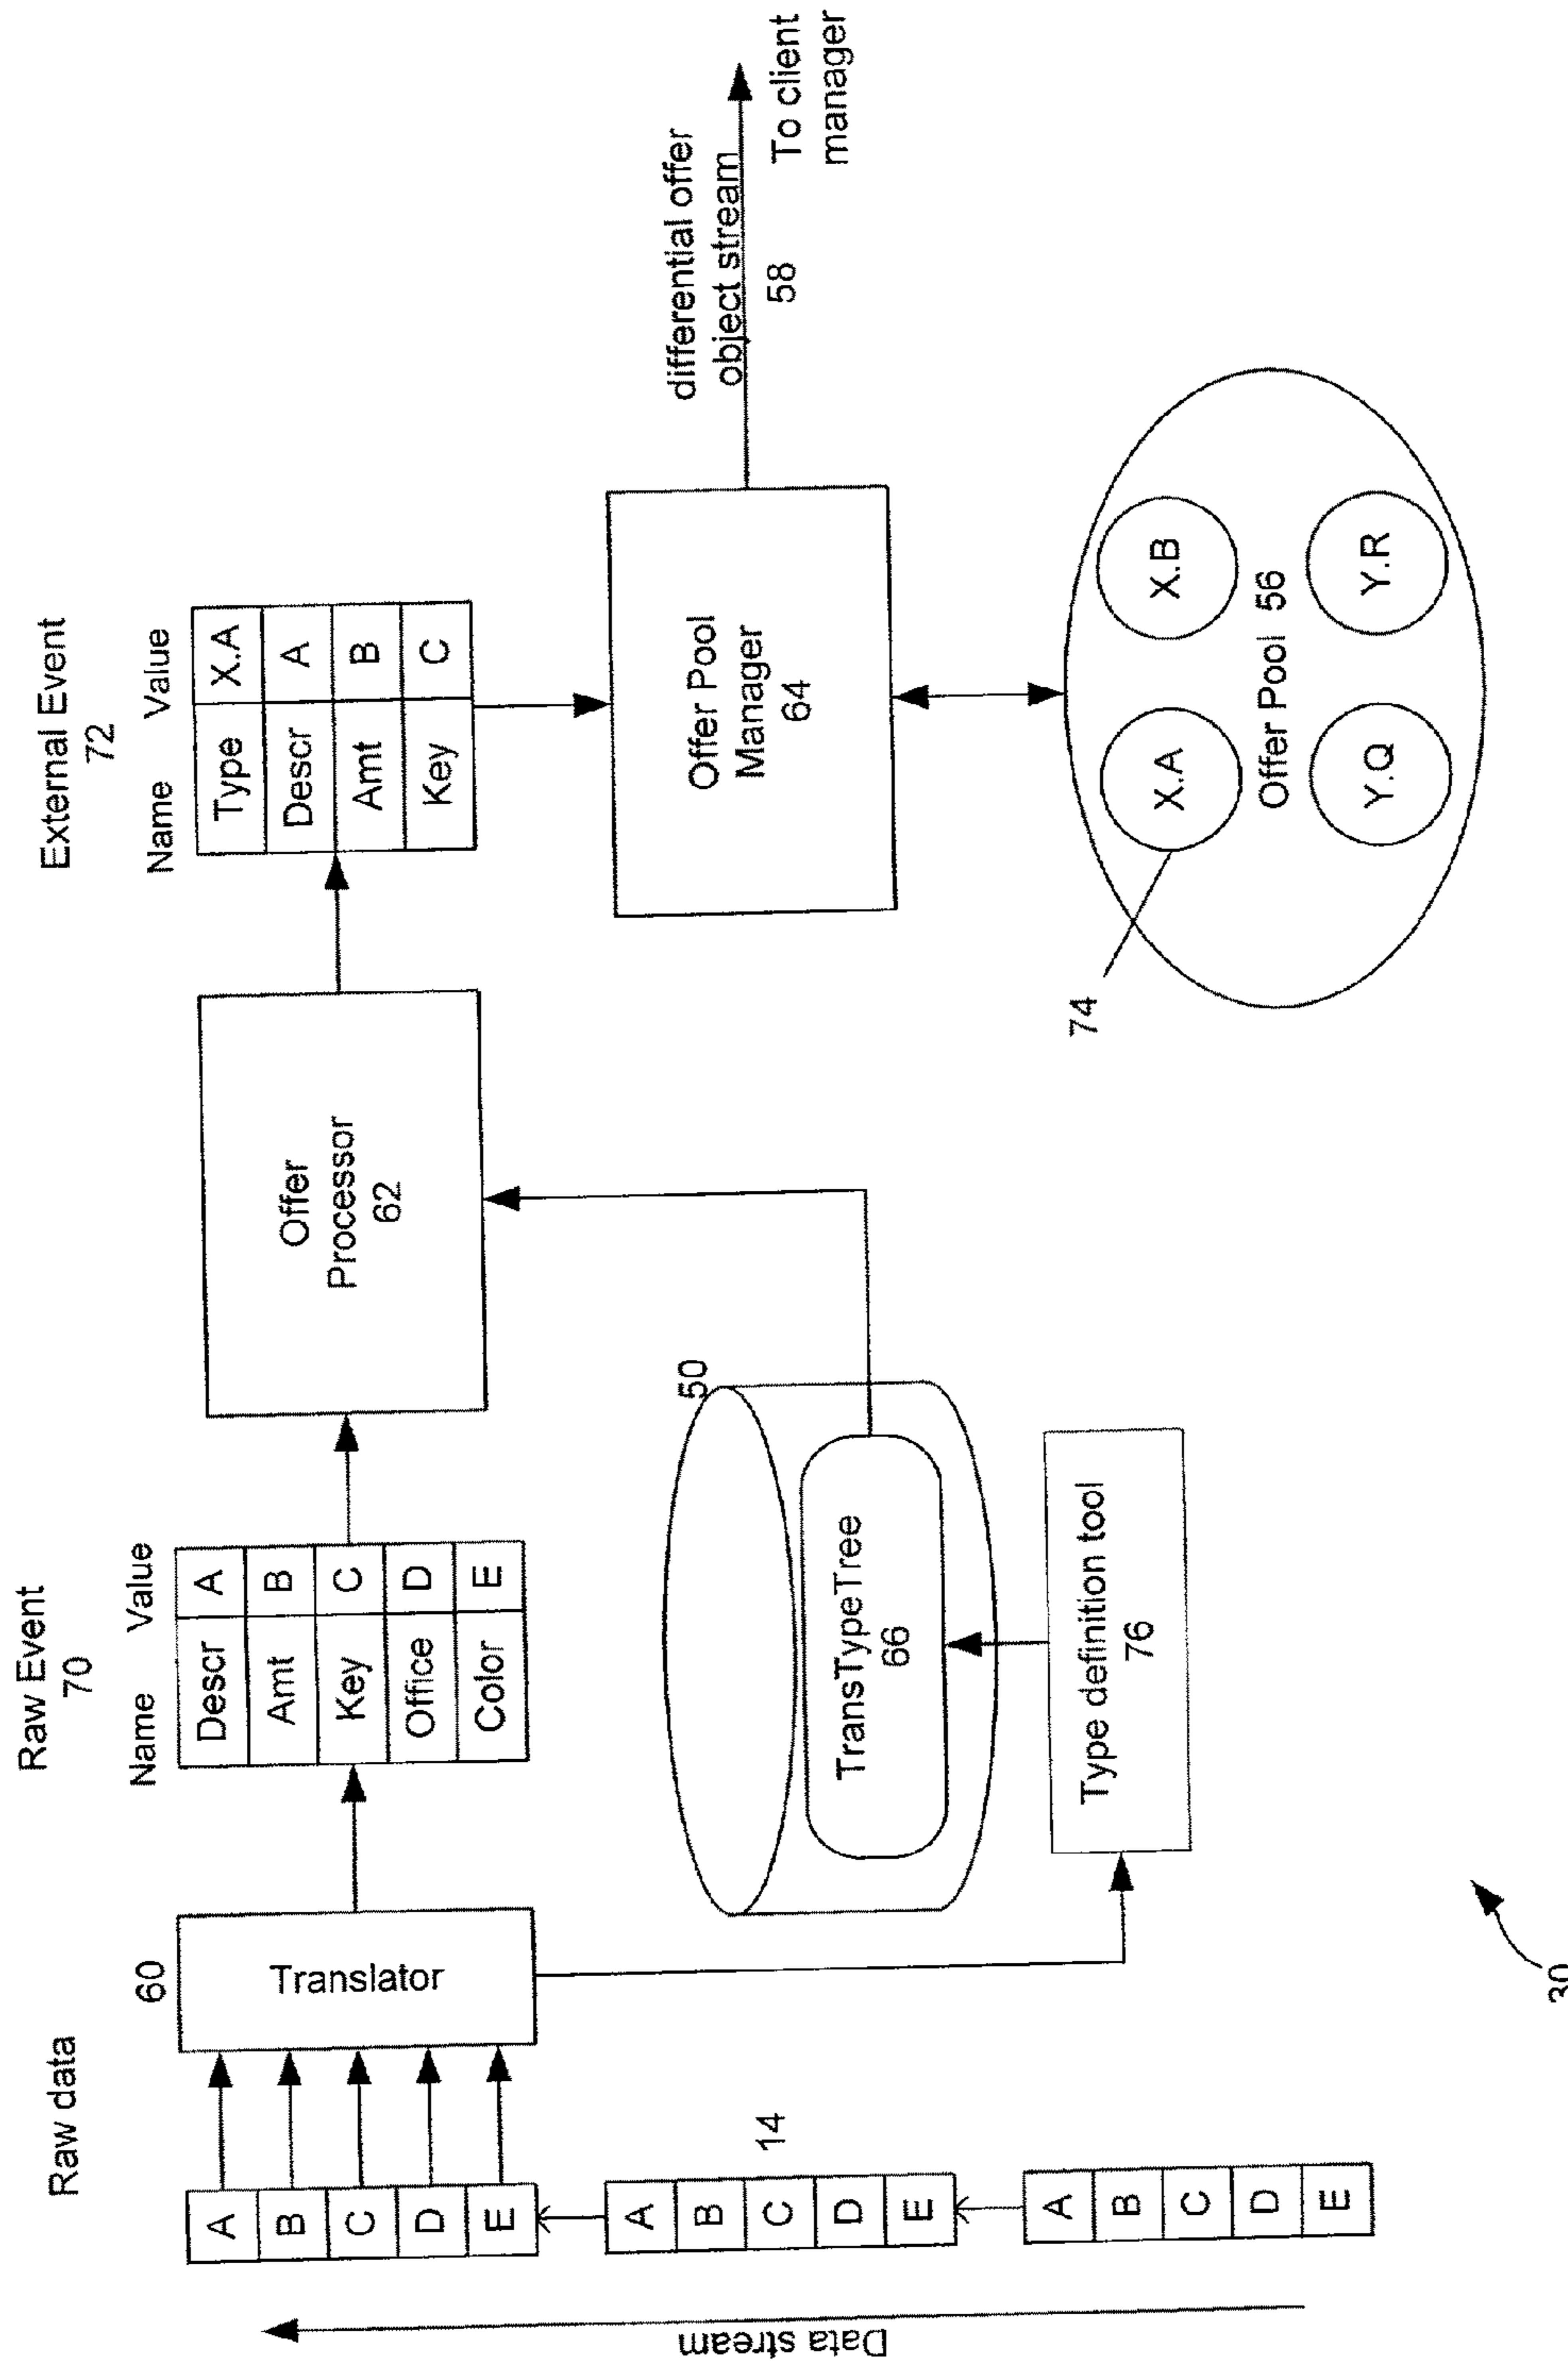 Raw data
Raw Event
70
External Event
72
Name Value
Name Value
60
Translator
A
B
C
D
E
Descr A
Amt B
Key C
Office D
Color E
Offer
Processor
62
Type X.A
Descr A
Amt B
Key C
Data stream
14
A
B
C
D
E
A
B
C
D
E
50
TransTypeTree
66
Type definition tool
76
Offer Pool
Manager
64
differential offer
object stream
58
To client
manager
74
X.A
X.B
Offer Pool 56
Y.Q
Y.R
30